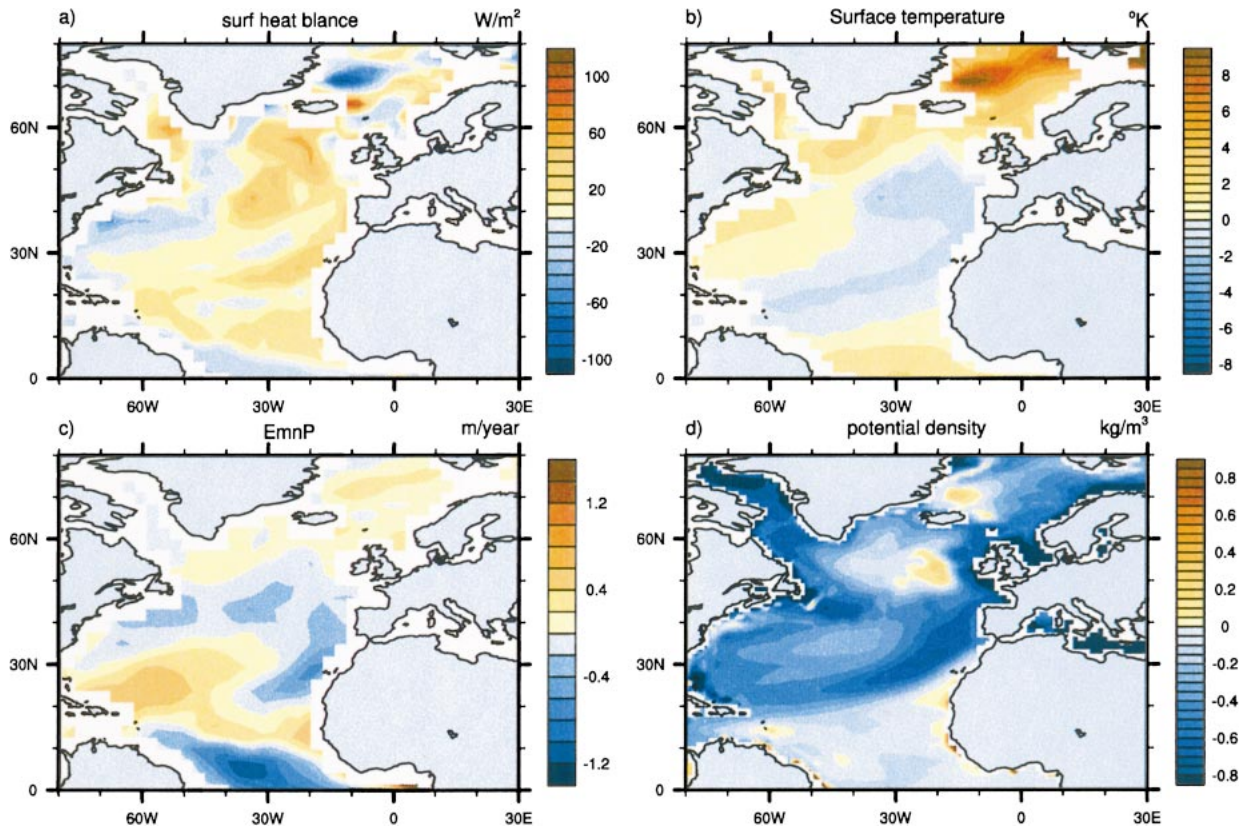 a) surf heat blance W/m²
100
60
20
-20
-60
-100
60N
30N
0
60W 30W 0 30E
b) Surface temperature °K
8
6
4
2
0
-2
-4
-6
-8
60N
30N
0
60W 30W 0 30E
c) EmnP m/year
1.2
0.4
-0.4
-1.2
60N
30N
0
60W 30W 0 30E
d) potential density kg/m³
0.8
0.6
0.4
0.2
0
-0.2
-0.4
-0.6
-0.8
60N
30N
0
60W 30W 0 30E